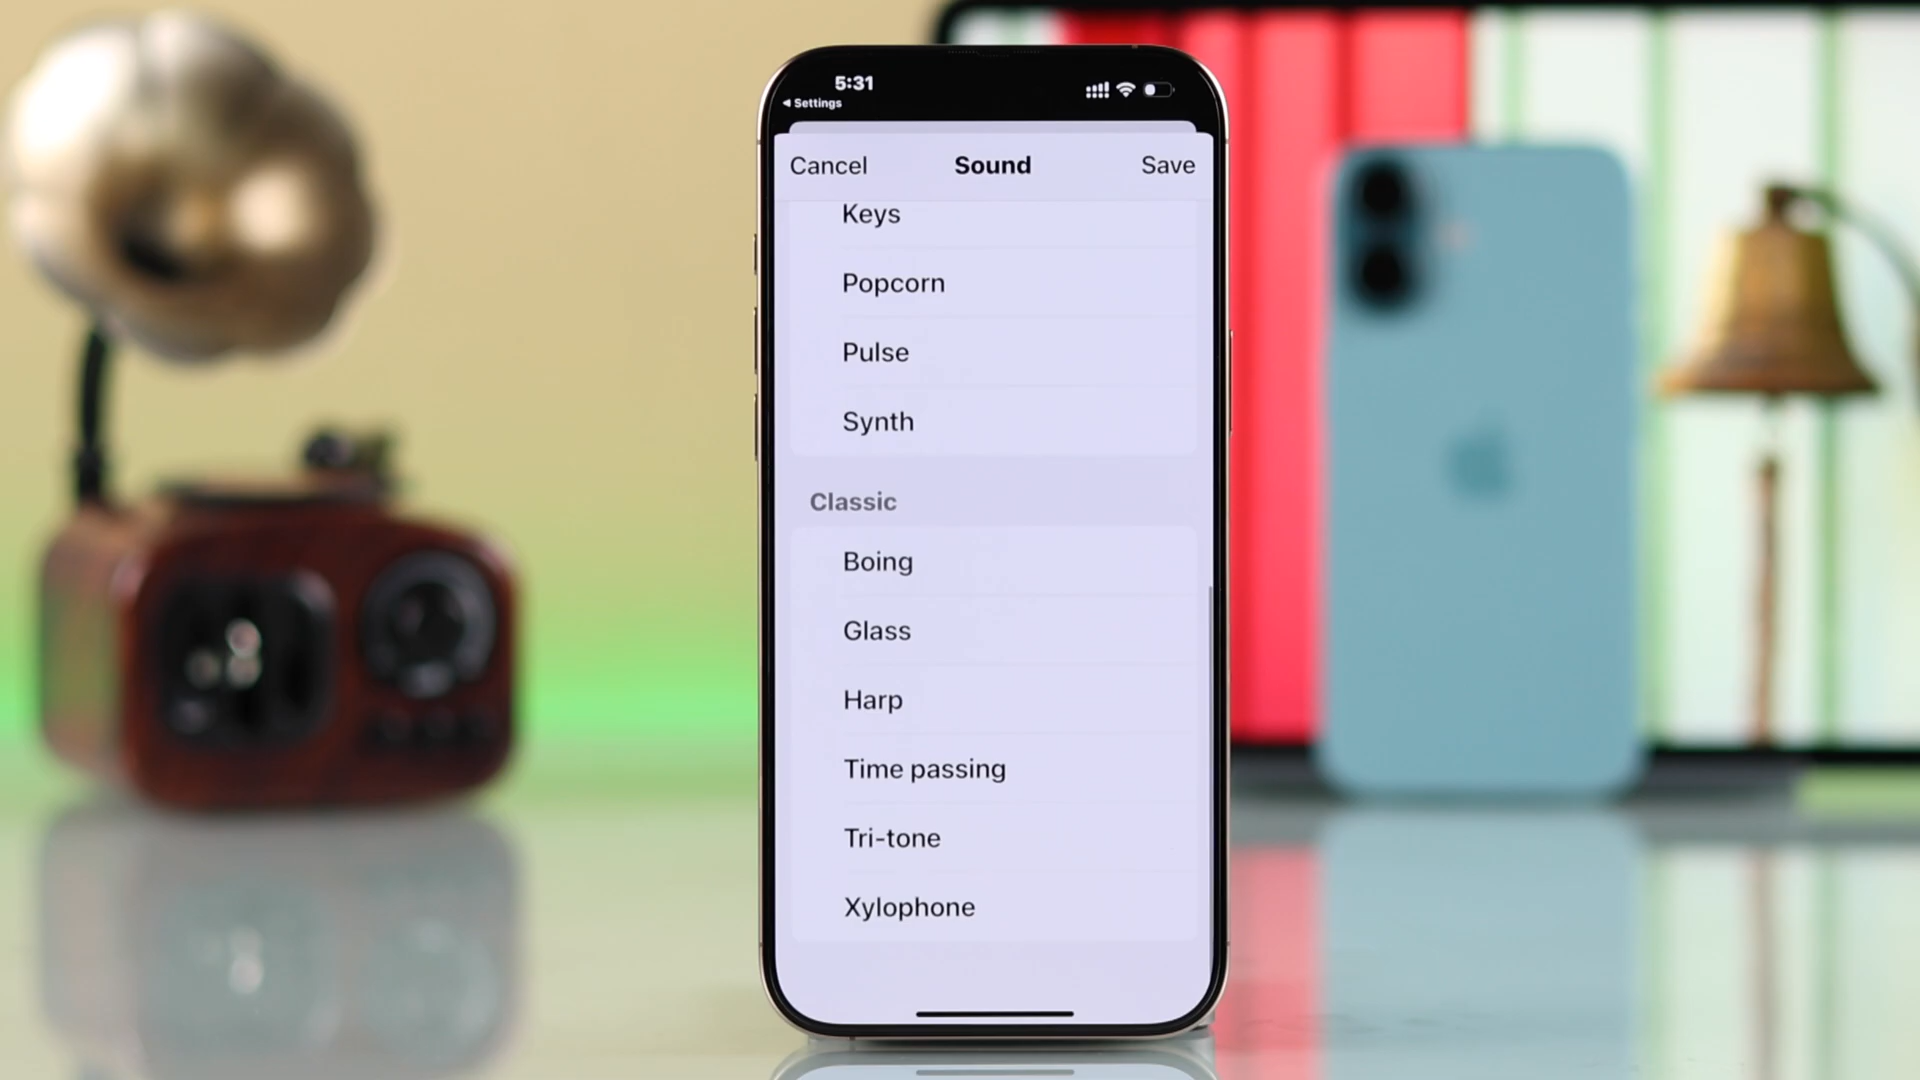 5:31
Settings
Cancel
Sound
Save
Keys
Popcorn
Pulse
Synth
Classic
Boing
Glass
Harp
Time passing
Tri-tone
Xylophone